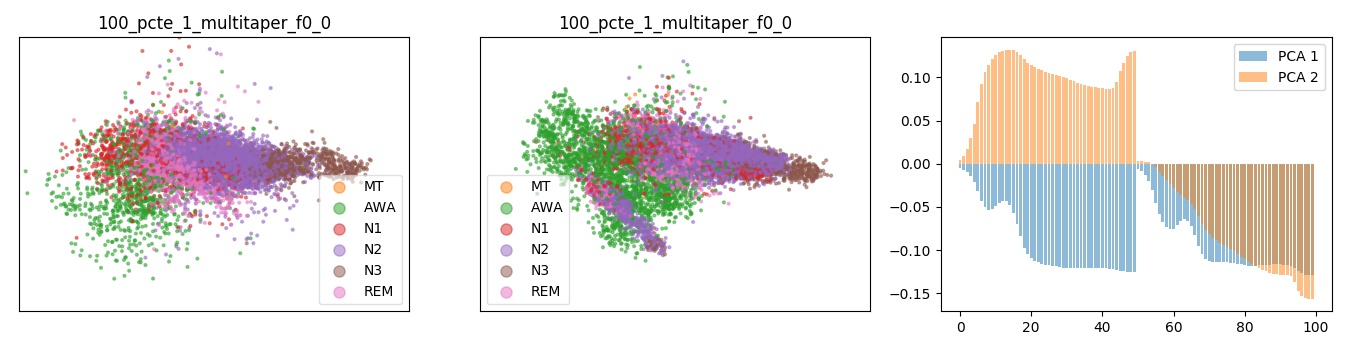 100_pcte_1_multitaper_f0_0
MT
AWA
N1
N2
N3
REM
100_pcte_1_multitaper_f0_0
MT
AWA
N1
N2
N3
REM
PCA 1
PCA 2
0.10
0.05
0.00
−0.05
−0.10
−0.15
0 20 40 60 80 100